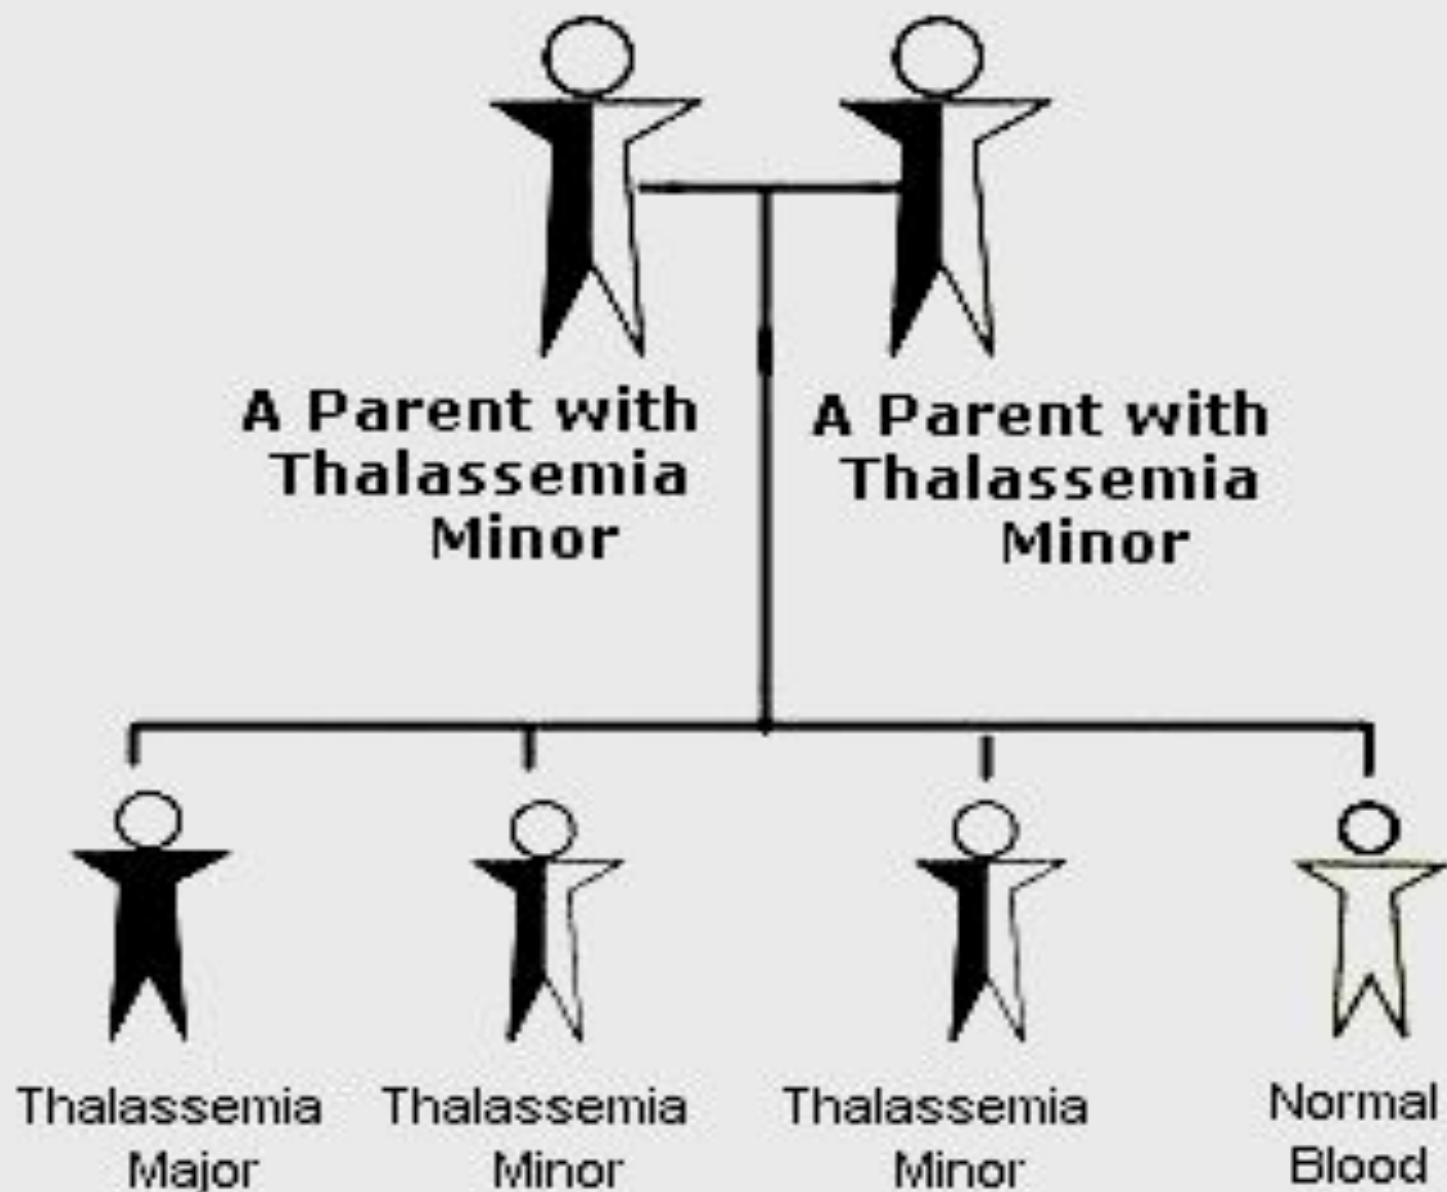 A Parent with
Thalassemia
Minor
A Parent with
Thalassemia
Minor
Thalassemia
Major
Thalassemia
Minor
Thalassemia
Minor
Normal
Blood